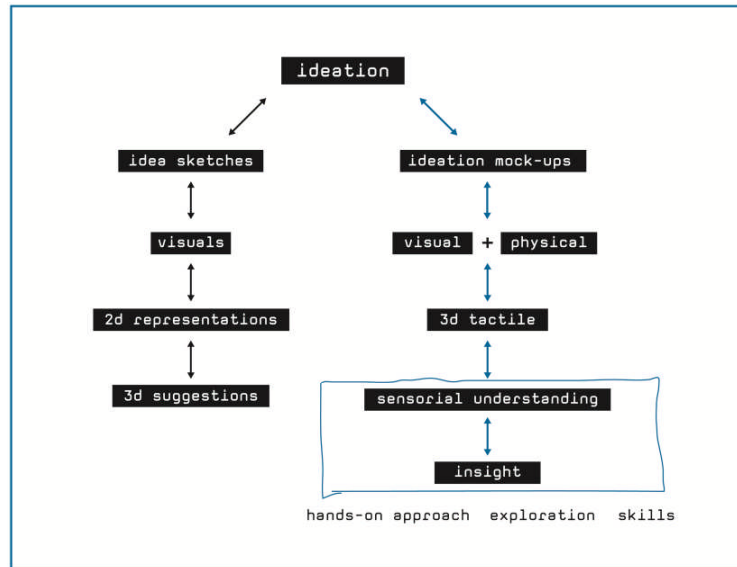 ideation
idea sketches
visuals
2d representations
3d suggestions
ideation mock-ups
visual + physical
3d tactile
sensorial understanding
insight
hands-on approach exploration skills